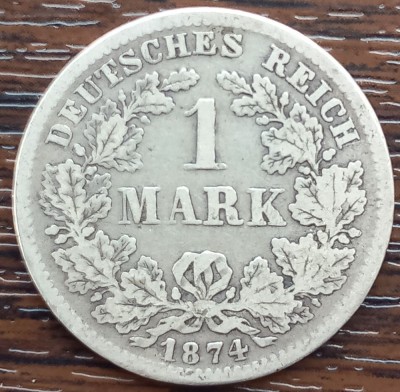 DEUTSCHES REICH
1
MARK
1874